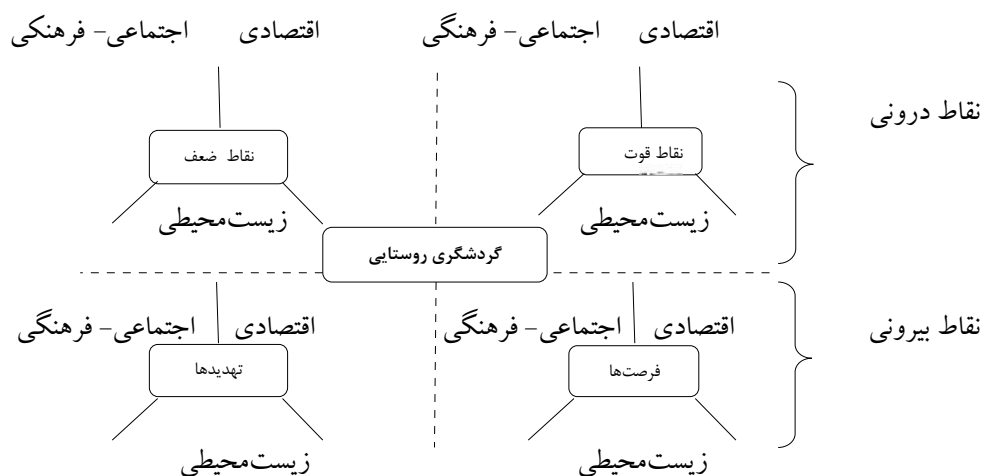 اقتصادی اجتماعی- فرهنگی
اقتصادی اجتماعی- فرهنکی
نقاط درونی
نقاط قوت
نقاط ضعف
زیست‌محیطی
زیست‌محیطی
گردشگری روستایی
نقاط بیرونی
اقتصادی اجتماعی- فرهنگی
اقتصادی اجتماعی- فرهنگی
فرصت‌ها
تهدیدها
زیست‌محیطی
زیست‌محیطی